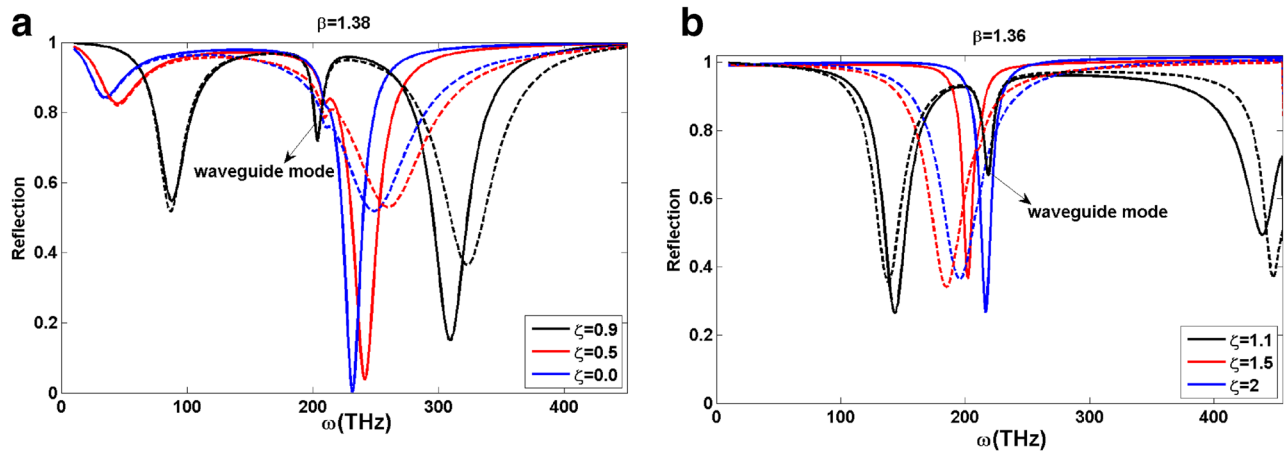 a
β=1.38
1
0.8
0.6
0.4
0.2
0
Reflection
waveguide mode
ζ=0.9
ζ=0.5
ζ=0.0
0
100
200
300
400
ω(THz)
b
β=1.36
1
0.8
0.6
0.4
0.2
0
Reflection
waveguide mode
ζ=1.1
ζ=1.5
ζ=2
100
200
300
400
ω(THz)